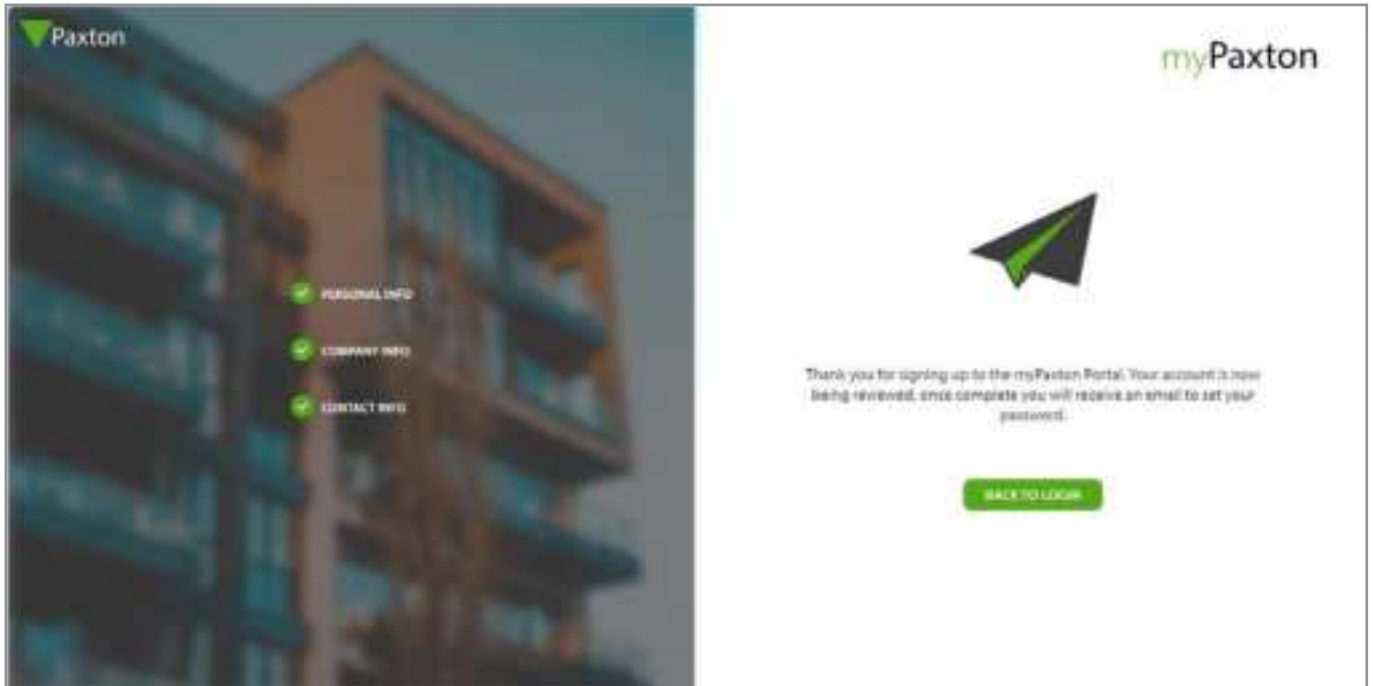 Paxton
myPaxton
PERSONAL INFO
COMPANY INFO
CONTACT INFO
Thank you for signing up to the myPaxton Portal. Your account is now
being reviewed, once complete you will receive an email to set your
password.
BACK TO LOGIN